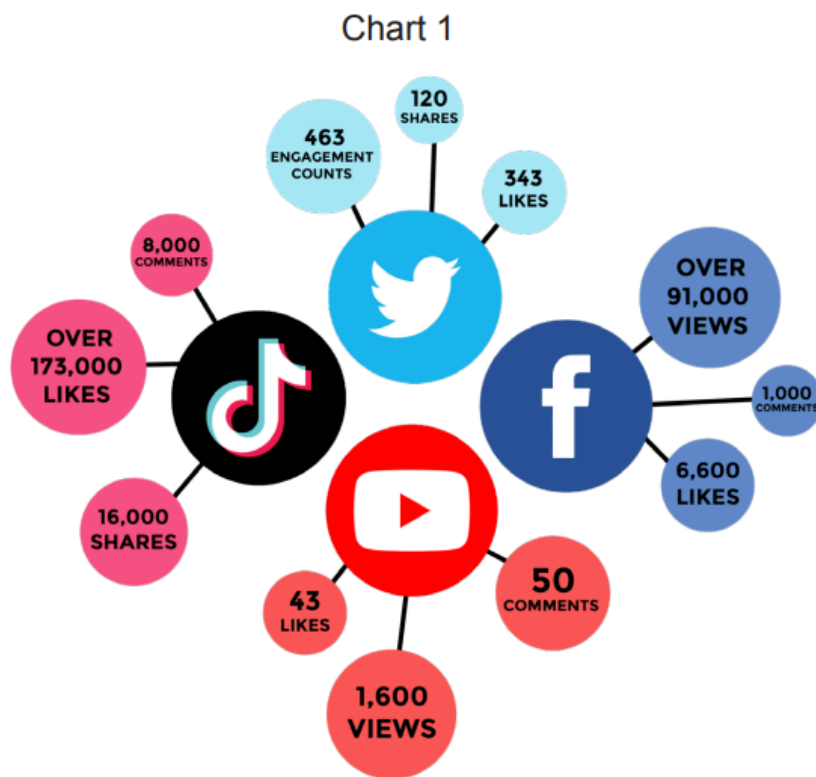 Chart 1
463
ENGAGEMENT
COUNTS
120
SHARES
343
LIKES
8,000
COMMENTS
OVER
173,000
LIKES
16,000
SHARES
OVER
91,000
VIEWS
1,000
COMMENTS
6,600
LIKES
f
43
LIKES
1,600
VIEWS
50
COMMENTS